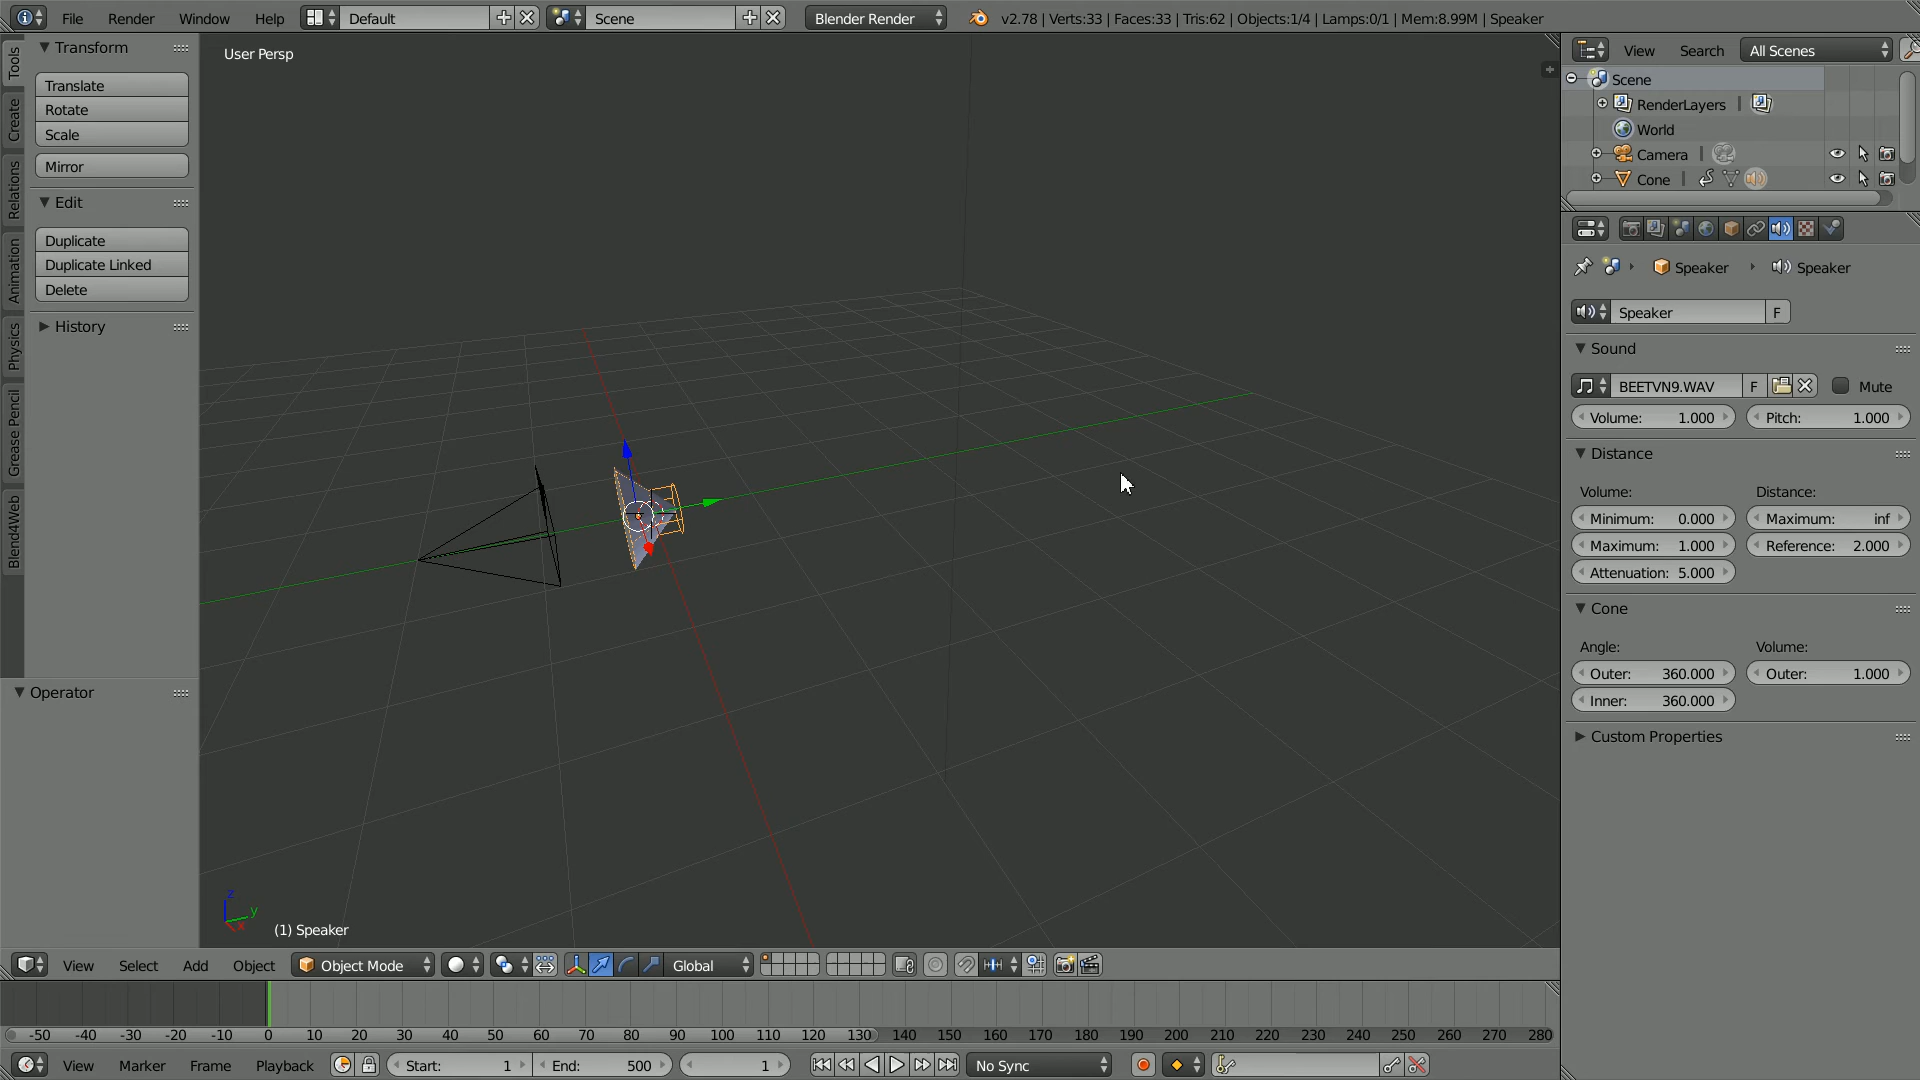 File Render Window Help Default Scene Blender Render v2.78 | Verts:33 | Faces:33 | Tris:62 | Objects:1/4 | Lamps:0/1 | Mem:8.99M | Speaker
Tools
Create
Relations
Animation
Physics
Grease Pencil
Blend4Web
Transform
Translate
Rotate
Scale
Mirror
Edit
Duplicate
Duplicate Linked
Delete
History
Operator
User Persp
z
y
x
(1) Speaker
View Search All Scenes
Scene
RenderLayers |
World
Camera |
Cone |
Speaker Speaker
Speaker F
Sound
BEETVN9.WAV F Mute
Volume: 1.000 Pitch: 1.000
Distance
Volume: Distance:
Minimum: 0.000 Maximum: inf
Maximum: 1.000 Reference: 2.000
Attenuation: 5.000
Cone
Angle: Volume:
Outer: 360.000 Outer: 1.000
Inner: 360.000
Custom Properties
View Select Add Object Object Mode Global
-50 -40 -30 -20 -10 0 10 20 30 40 50 60 70 80 90 100 110 120 130 140 150 160 170 180 190 200 210 220 230 240 250 260 270 280
View Marker Frame Playback Start: 1 End: 500 1 No Sync